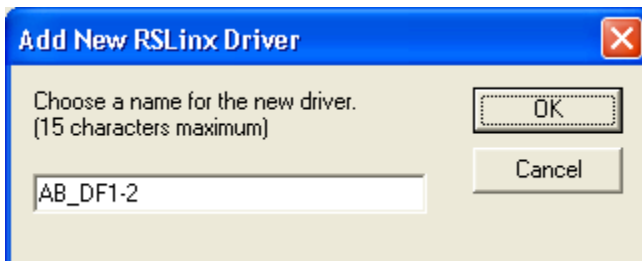 Add New RSLinx Driver
Choose a name for the new driver.
(15 characters maximum)
OK
Cancel
AB_DF1-2